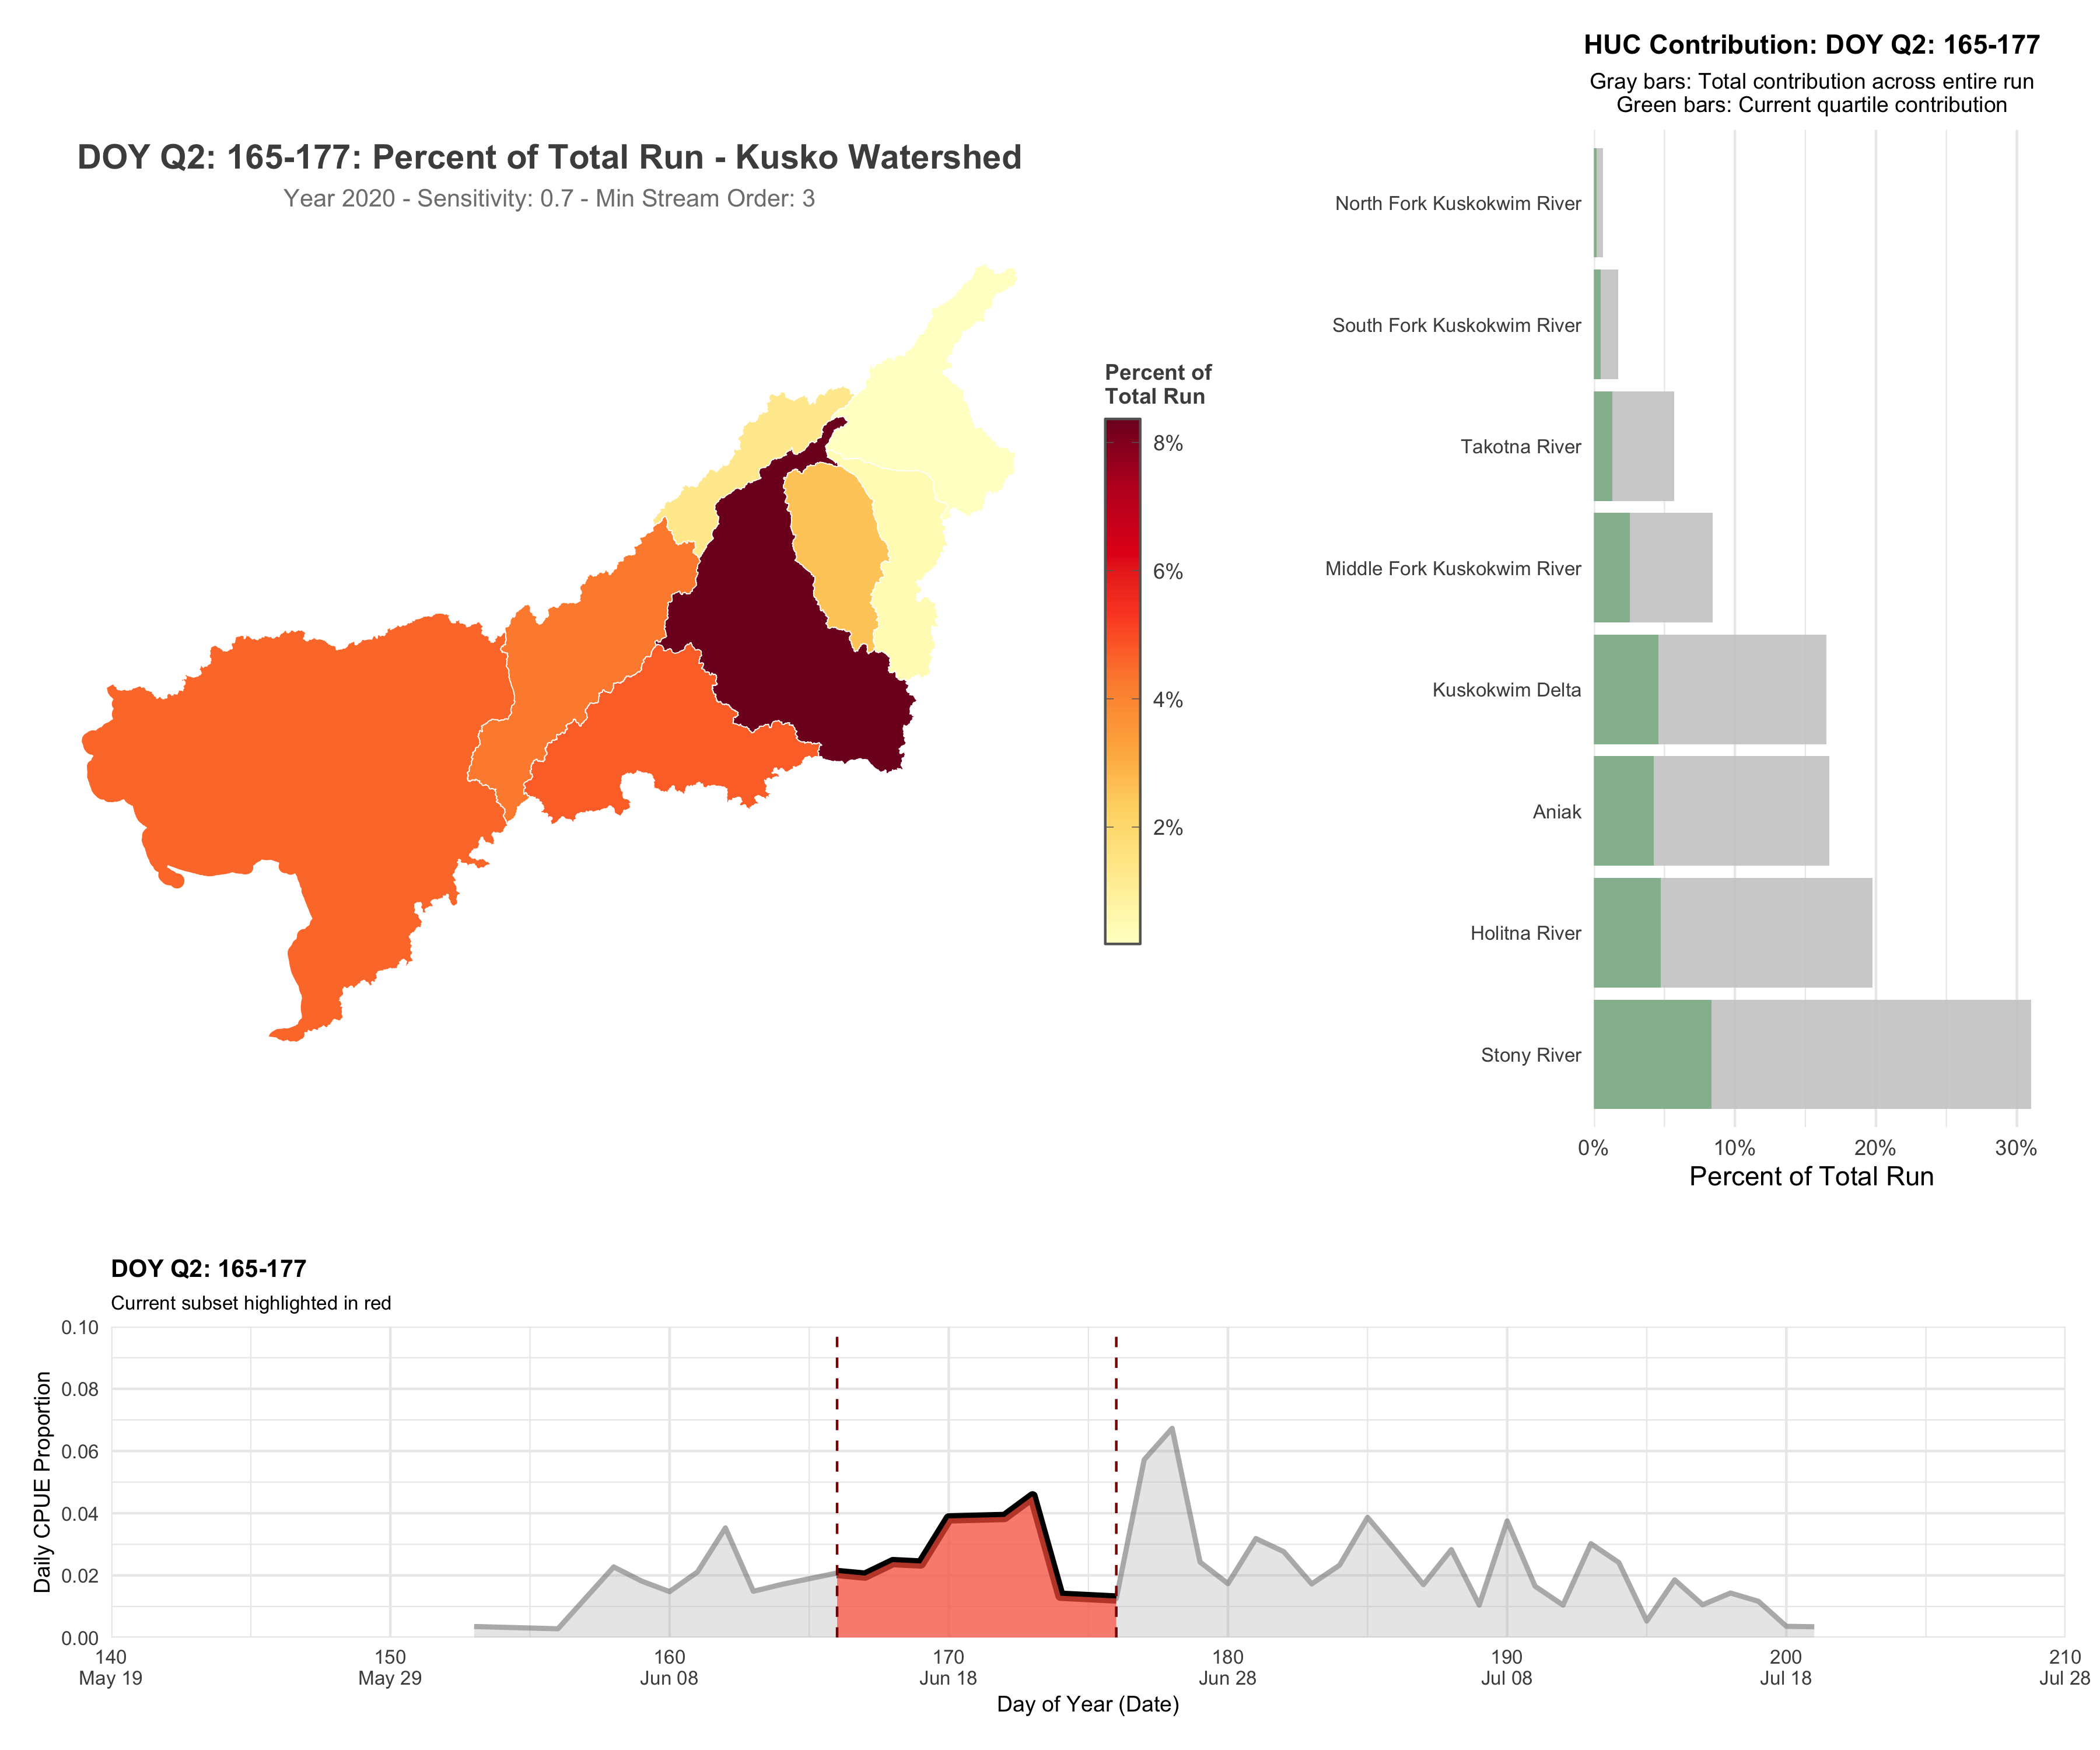 HUC Contribution: DOY Q2: 165-177
Gray bars: Total contribution across entire run
Green bars: Current quartile contribution
DOY Q2: 165-177: Percent of Total Run - Kusko Watershed
Year 2020 - Sensitivity: 0.7 - Min Stream Order: 3
Percent of
Total Run
8%
6%
4%
2%
North Fork Kuskokwim River
South Fork Kuskokwim River
Takotna River
Middle Fork Kuskokwim River
Kuskokwim Delta
Aniak
Holitna River
Stony River
0% 10% 20% 30%
Percent of Total Run
DOY Q2: 165-177
Current subset highlighted in red
Daily CPUE Proportion
0.10
0.08
0.06
0.04
0.02
0.00
140 150 160 170 180 190 200 210
May 19 May 29 Jun 08 Jun 18 Jun 28 Jul 08 Jul 18 Jul 28
Day of Year (Date)